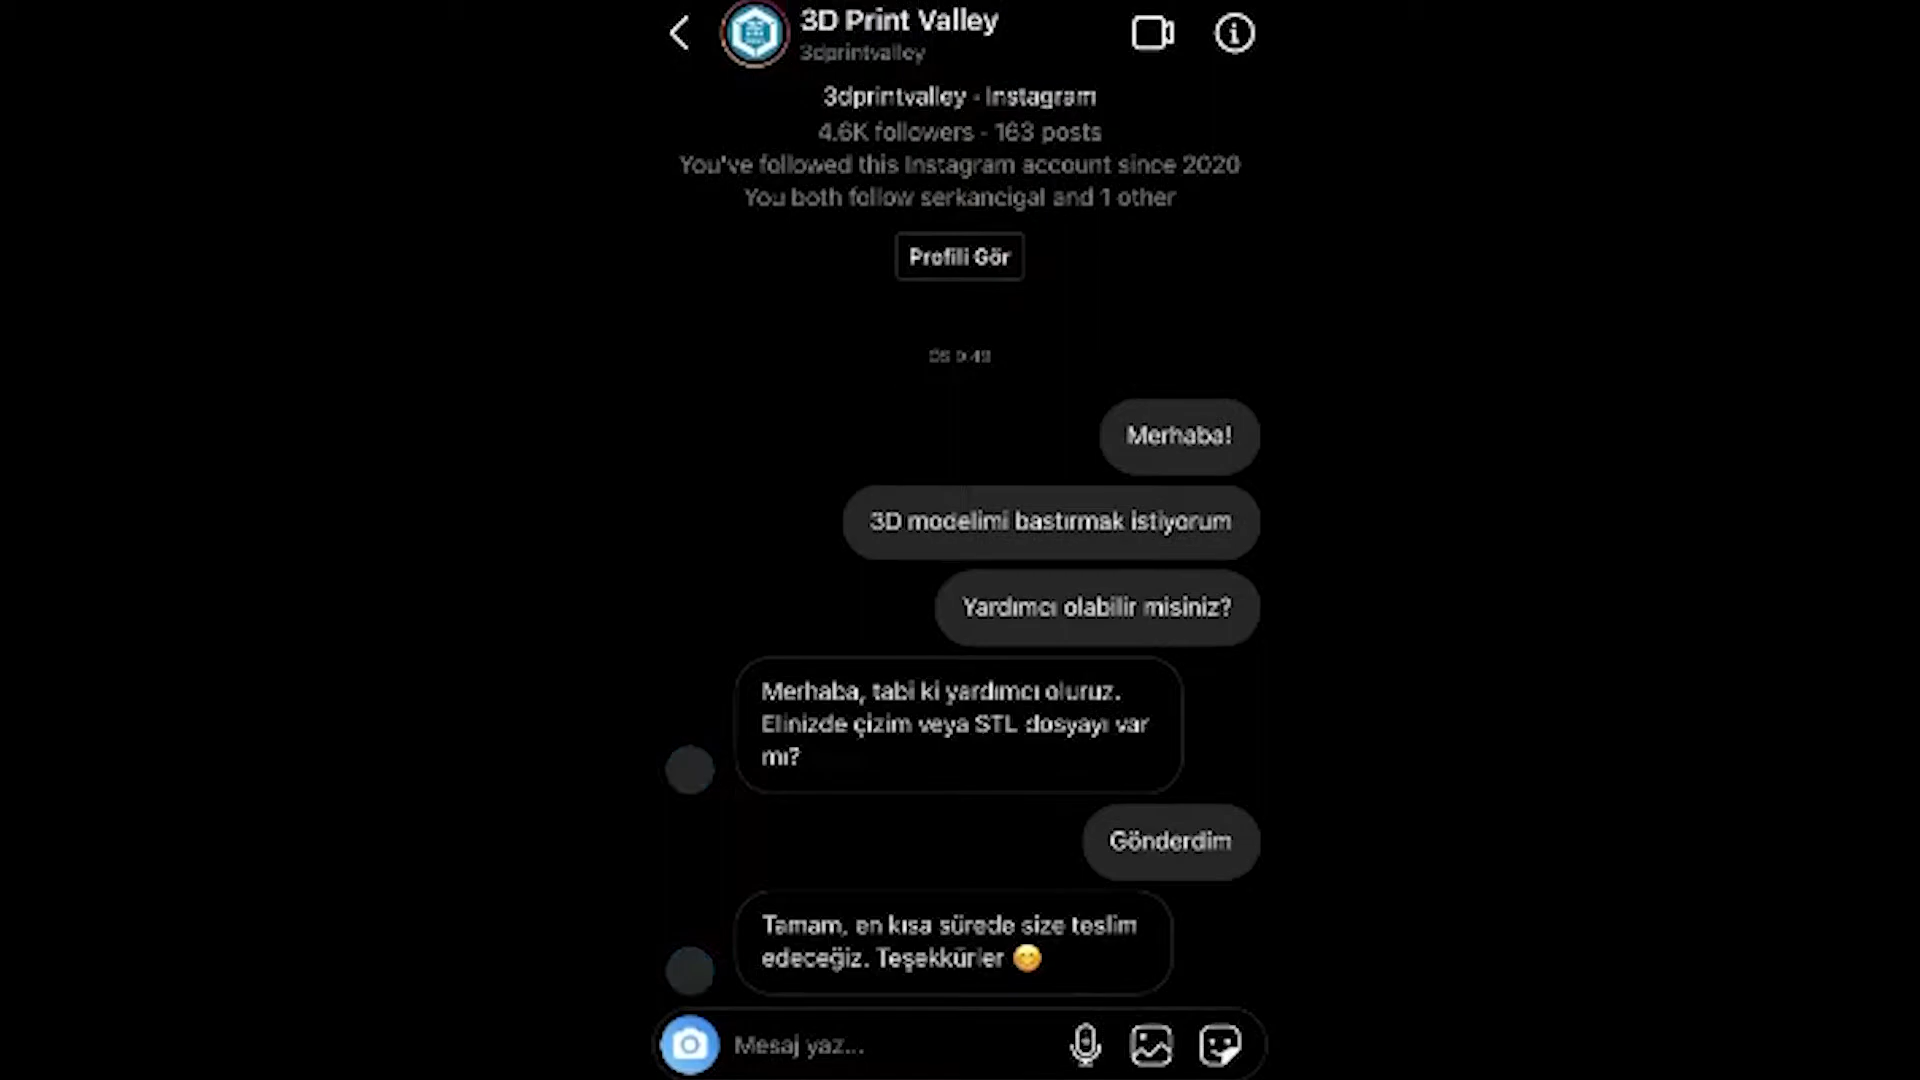 3D Print Valley
3dprintvalley
3dprintvalley · Instagram
4.6K followers · 163 posts
You've followed this Instagram account since 2020
You both follow serkancigal and 1 other
Profili Gör
Merhaba!
3D modelimi bastırmak istiyorum
Yardımcı olabilir misiniz?
Merhaba, tabi ki yardımcı oluruz.
Elinizde çizim veya STL dosyayı var
mı?
Gönderdim
Tamam, en kısa sürede size teslim
edeceğiz. Teşekkürler 😊
Mesaj yaz...